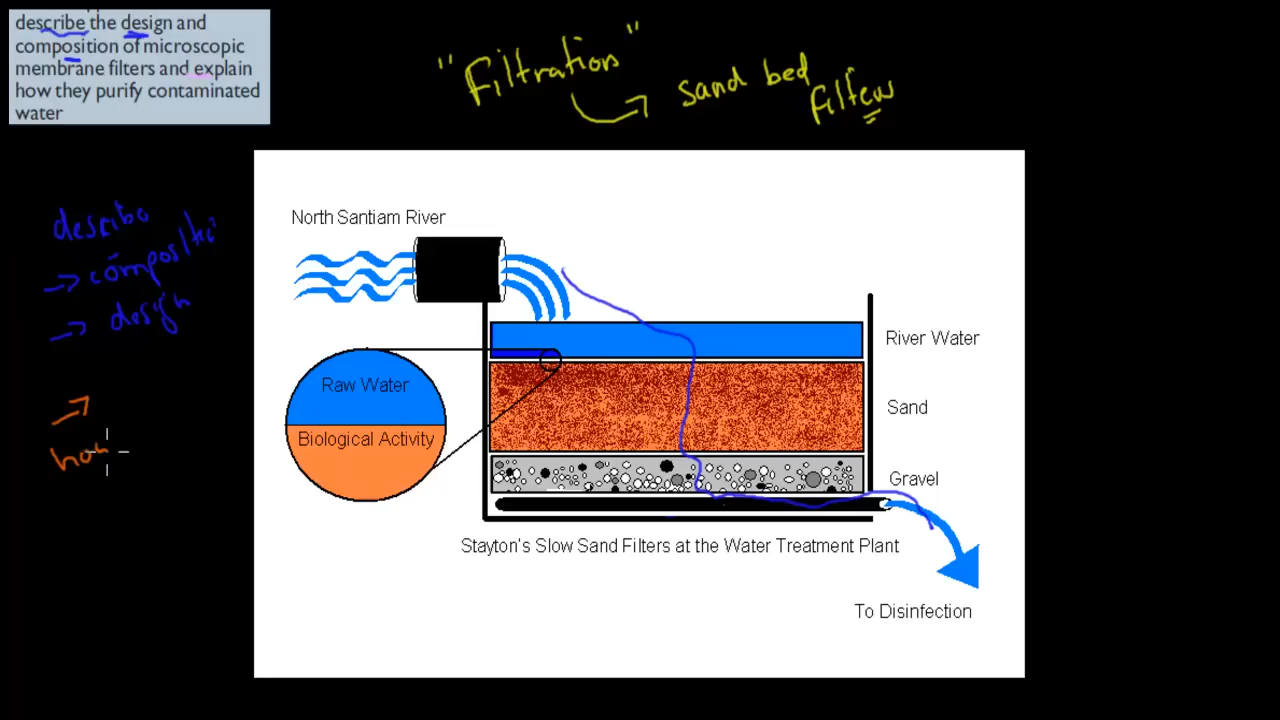 describe the design and
composition of microscopic
membrane filters and explain
how they purify contaminated
water
"Filtration"
sand bed
filters
describe
→ composition
→ design
→
how
North Santiam River
River Water
Raw Water
Biological Activity
Sand
Gravel
Stayton's Slow Sand Filters at the Water Treatment Plant
To Disinfection